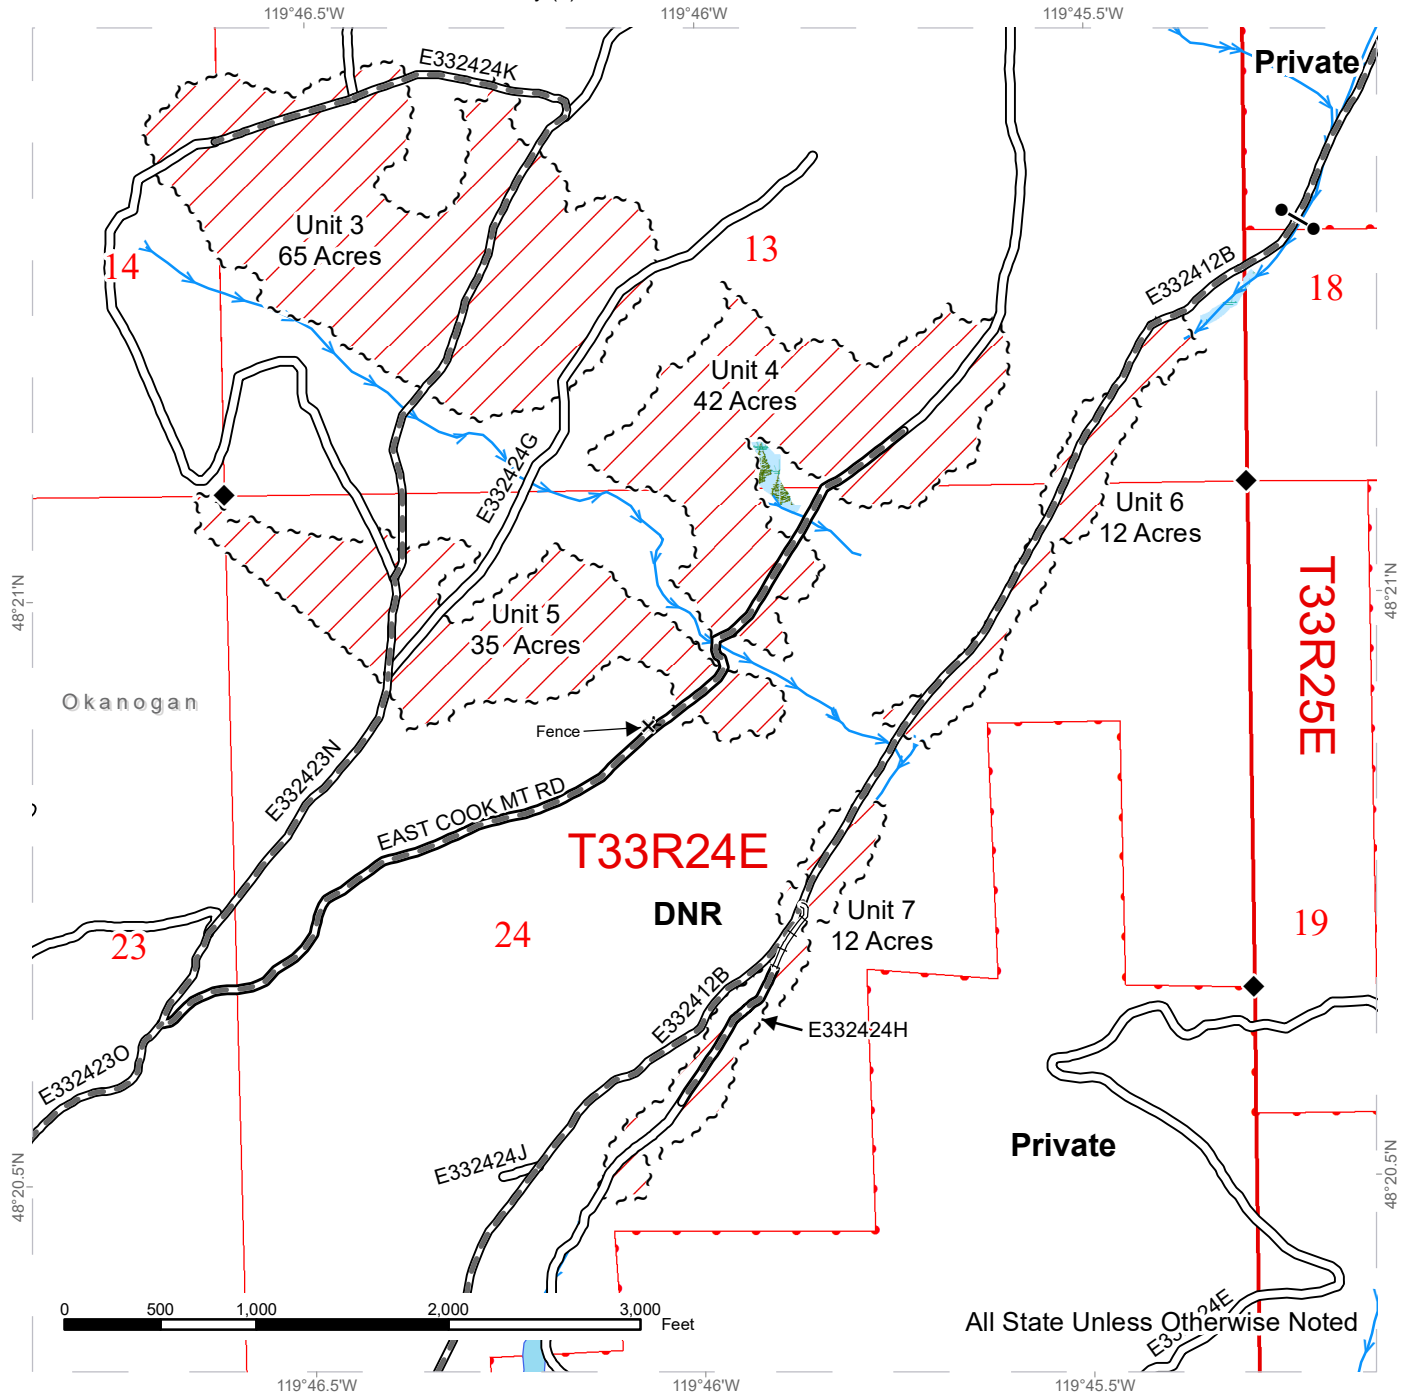 119°46.5'W
119°46'W
119°45.5'W
Private
E332424K
Unit 3
65 Acres
14
13
E332412B
18
Unit 4
42 Acres
E332424G
Unit 6
12 Acres
T33R25E
48°21'N
48°21'N
Unit 5
35 Acres
Okanogan
Fence
E332423N
EAST COOK MT RD
T33R24E
DNR
Unit 7
12 Acres
23
24
19
E332412B
E332424H
E332423O
Private
E332424J
48°20.5'N
48°20.5'N
0 500 1,000 2,000 3,000
Feet
All State Unless Otherwise Noted
119°46.5'W
119°46'W
119°45.5'W